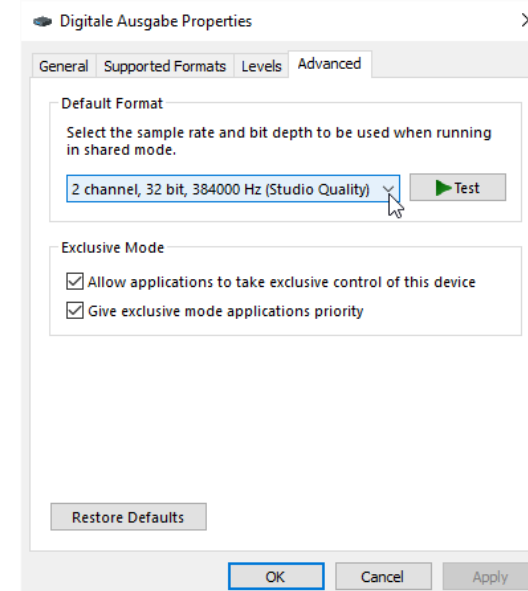 Digitale Ausgabe Properties
General Supported Formats Levels Advanced
Default Format
Select the sample rate and bit depth to be used when running
in shared mode.
2 channel, 32 bit, 384000 Hz (Studio Quality) Test
Exclusive Mode
Allow applications to take exclusive control of this device
Give exclusive mode applications priority
Restore Defaults
OK Cancel Apply